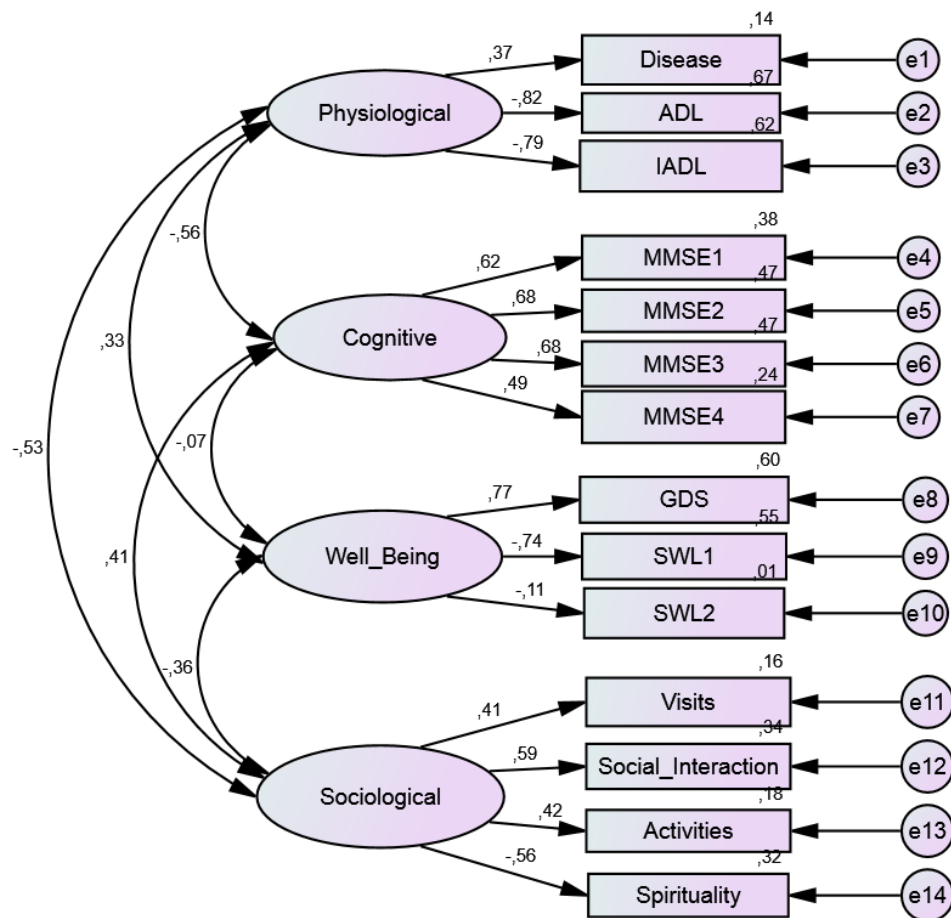 ,14
,37
Disease
e1
,67
Physiological
-,82
ADL
e2
,62
-,79
IADL
e3
-,56
,38
,62
MMSE1
e4
,47
,68
MMSE2
e5
Cognitive
,47
,33
,68
MMSE3
e6
,24
,49
MMSE4
e7
-,53
-,07
,60
,77
GDS
e8
,55
,41
Well_Being
-,74
SWL1
e9
,01
-,11
SWL2
e10
-,36
,16
,41
Visits
e11
,34
,59
Social_Interaction
e12
Sociological
,18
,42
Activities
e13
,32
-,56
Spirituality
e14